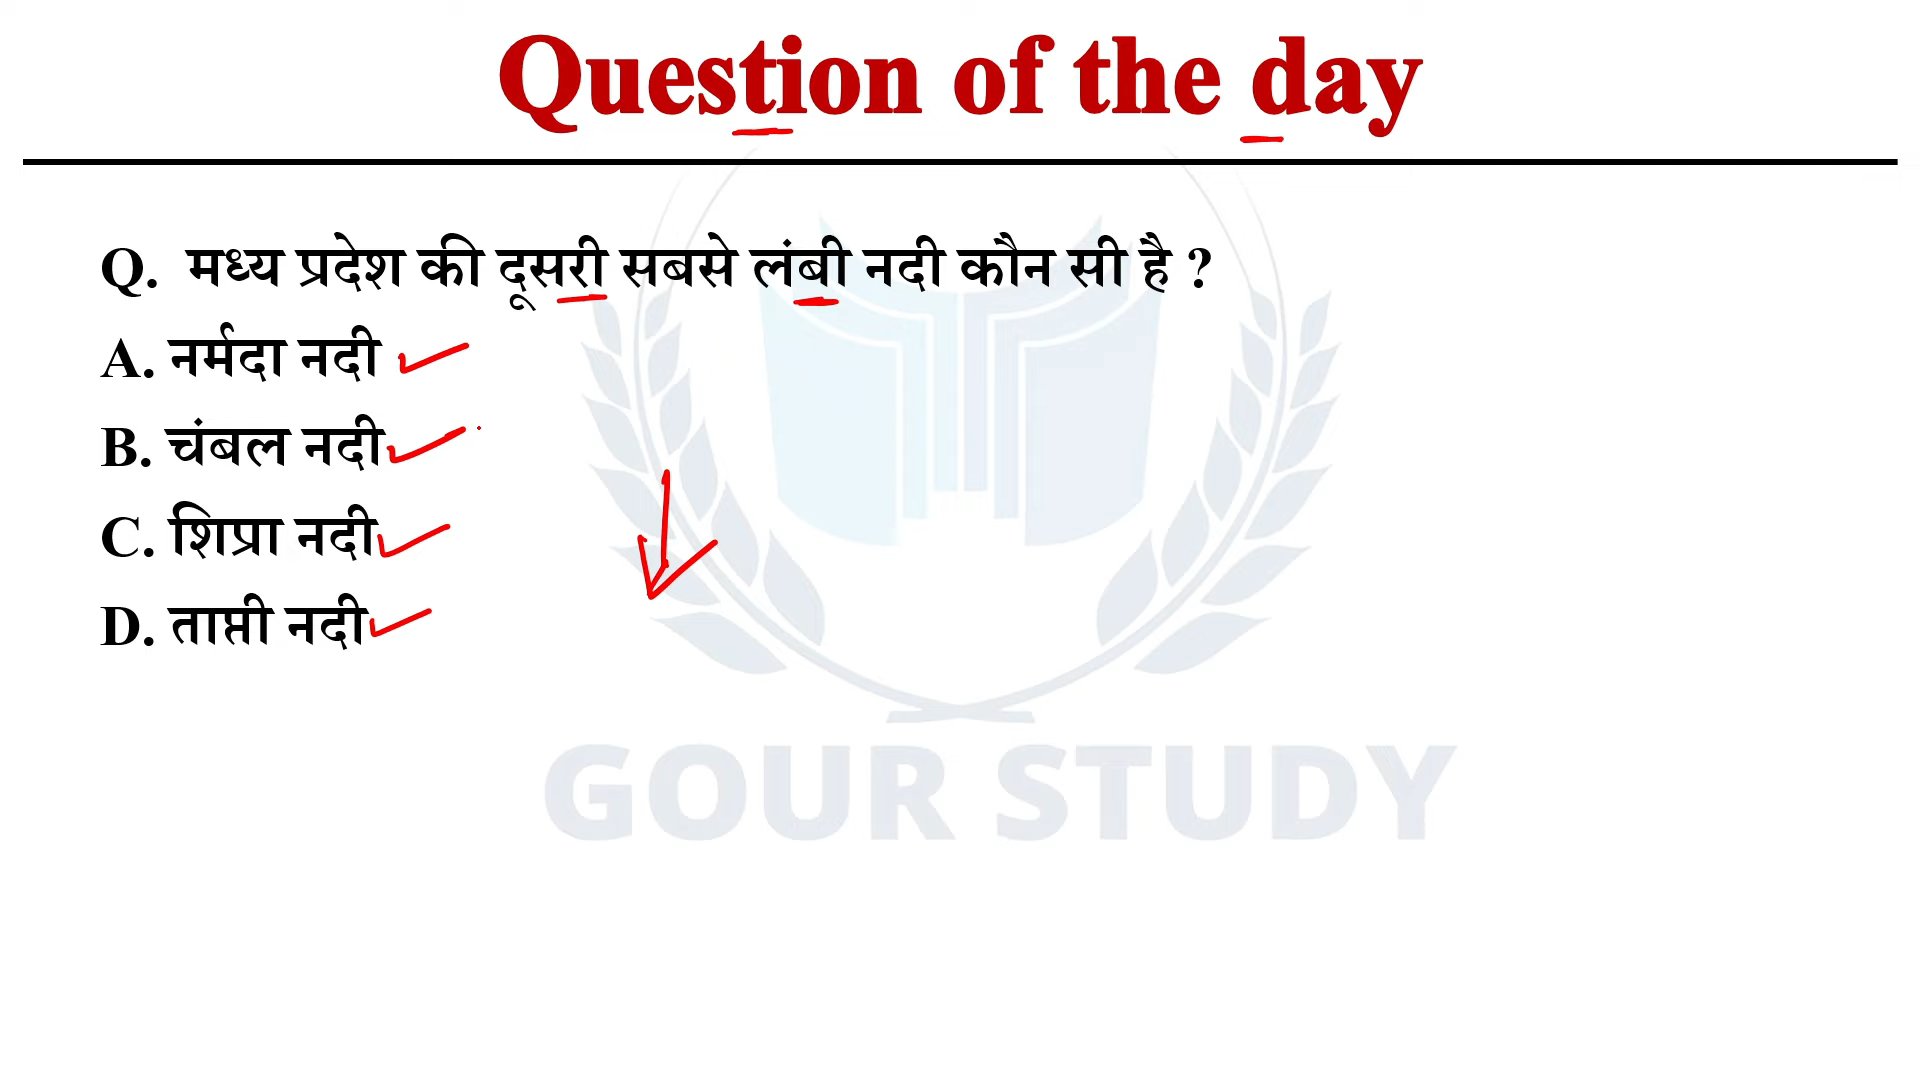 Question of the day
Q. मध्य प्रदेश की दूसरी सबसे लंबी नदी कौन सी है ?
A. नर्मदा नदी
B. चंबल नदी
C. शिप्रा नदी
D. ताप्ती नदी
GOUR STUDY